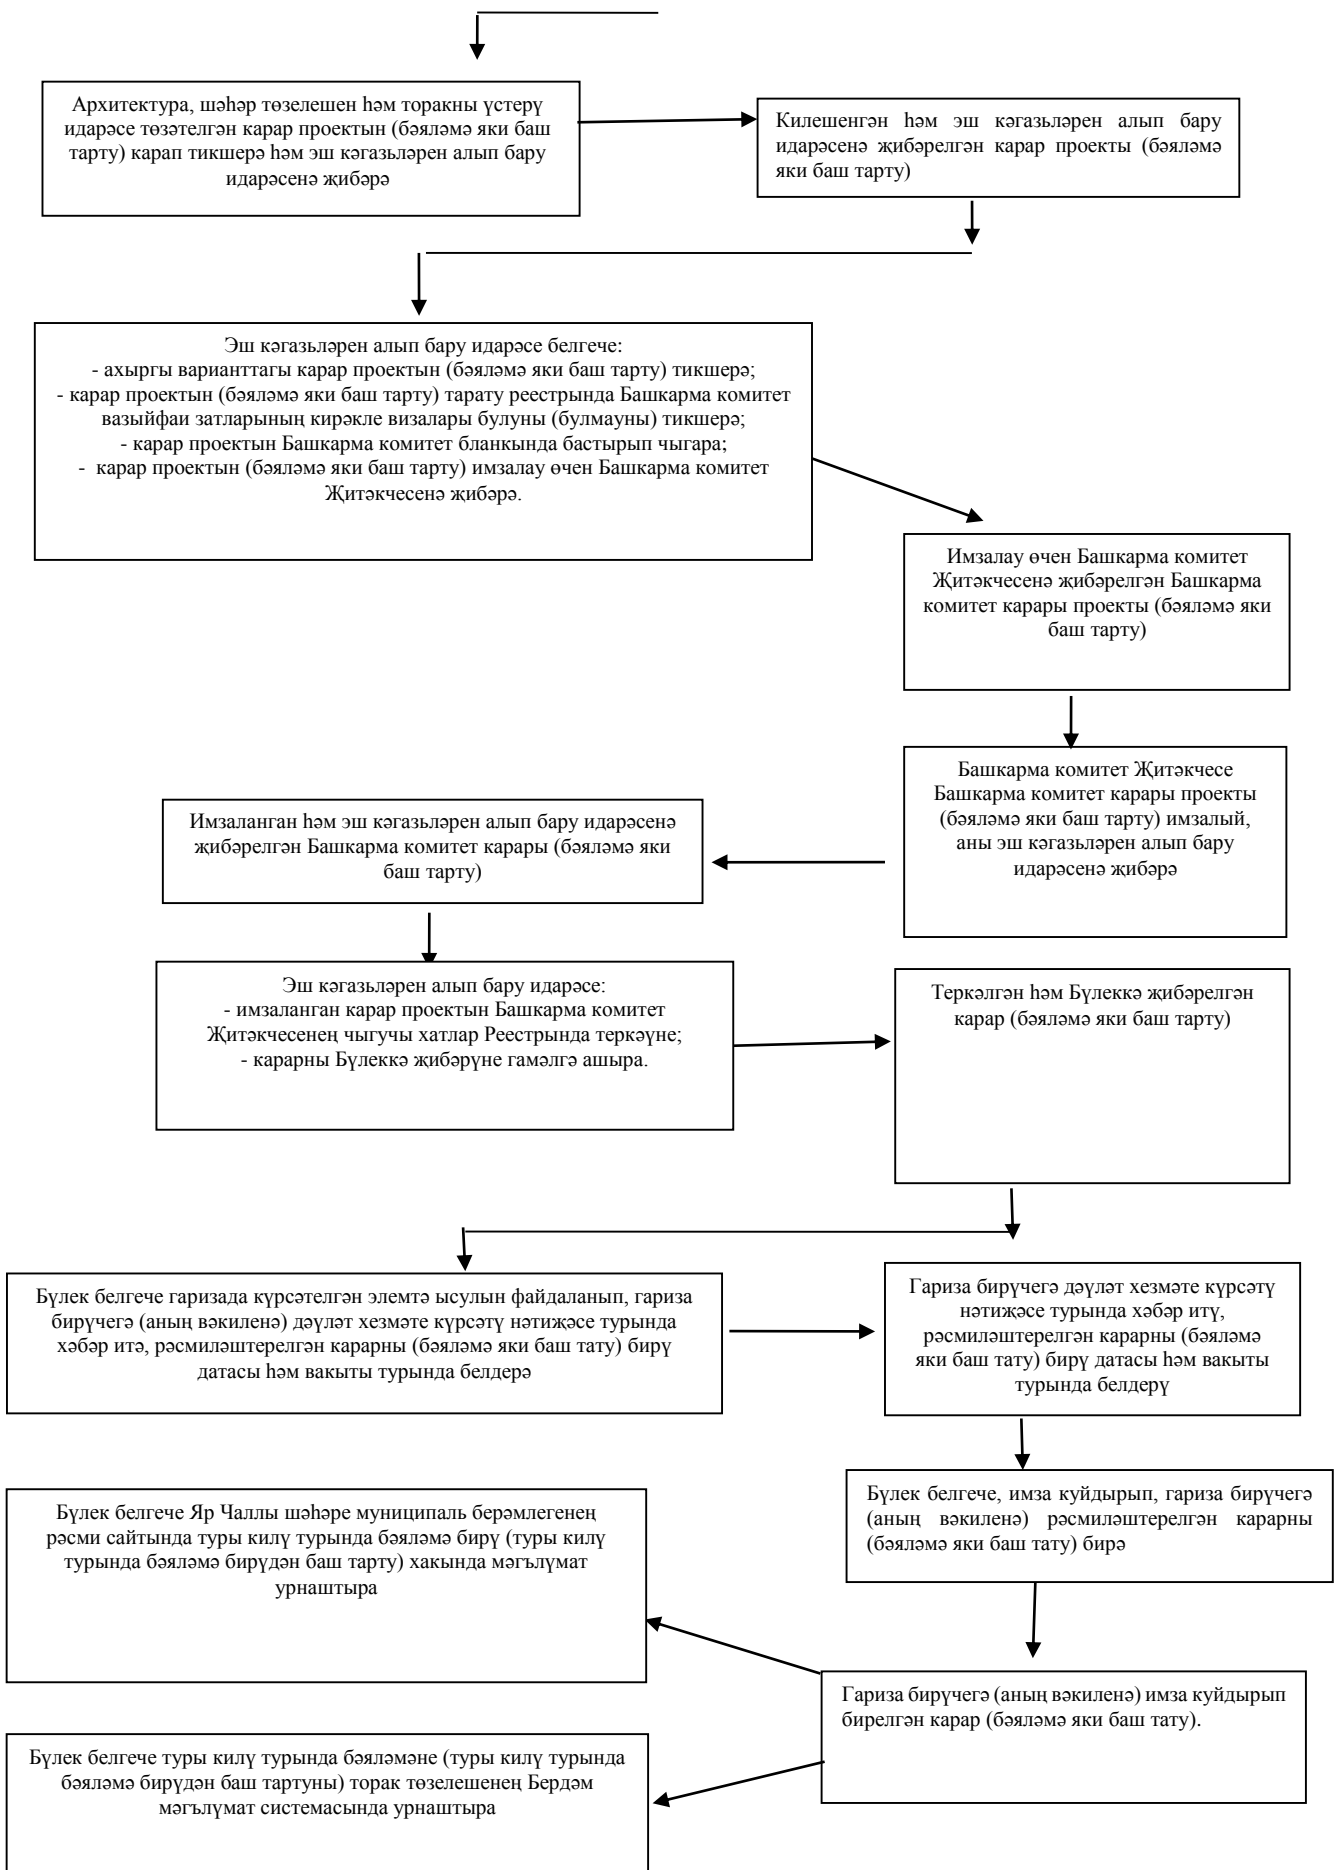 Архитектура, шәһәр төзелешен һәм торакны үстерү
идарәсе төзәтелгән карар проектын (бәяләмә яки баш
тарту) карап тикшерә һәм эш кәгазьләрен алып бару
идарәсенә җибәрә
Килешенгән һәм эш кәгазьләрен алып бару
идарәсенә җибәрелгән карар проекты (бәяләмә
яки баш тарту)
Эш кәгазьләрен алып бару идарәсе белгече:
- ахыргы варианттагы карар проектын (бәяләмә яки баш тарту) тикшерә;
- карар проектын (бәяләмә яки баш тарту) тарату реестрында Башкарма комитет
вазыйфаи затларының кирәкле визалары булуны (булмауны) тикшерә;
- карар проектын Башкарма комитет бланкында бастырып чыгара;
- карар проектын (бәяләмә яки баш тарту) имзалау өчен Башкарма комитет
Җитәкчесенә җибәрә.
Имзалау өчен Башкарма комитет
Җитәкчесенә җибәрелгән Башкарма
комитет карары проекты (бәяләмә яки
баш тарту)
Башкарма комитет Җитәкчесе
Башкарма комитет карары проекты
(бәяләмә яки баш тарту) имзалый,
аны эш кәгазьләрен алып бару
идарәсенә җибәрә
Имзаланган һәм эш кәгазьләрен алып бару идарәсенә
җибәрелгән Башкарма комитет карары (бәяләмә яки
баш тарту)
Эш кәгазьләрен алып бару идарәсе:
- имзаланган карар проектын Башкарма комитет
Җитәкчесенең чыгучы хатлар Реестрында теркәүне;
- карарны Бүлеккә җибәрүне гамәлгә ашыра.
Теркәлгән һәм Бүлеккә җибәрелгән
карар (бәяләмә яки баш тарту)
Бүлек белгече гаризада күрсәтелгән элемтә ысулын файдаланып, гариза
бирүчегә (аның вәкиленә) дәүләт хезмәте күрсәтү нәтиҗәсе турында
хәбәр итә, рәсмиләштерелгән карарны (бәяләмә яки баш тату) бирү
датасы һәм вакыты турында белдерә
Гариза бирүчегә дәүләт хезмәте күрсәтү
нәтиҗәсе турында хәбәр итү,
рәсмиләштерелгән карарны (бәяләмә
яки баш тату) бирү датасы һәм вакыты
турында белдерү
Бүлек белгече, имза куйдырып, гариза бирүчегә
(аның вәкиленә) рәсмиләштерелгән карарны
(бәяләмә яки баш тату) бирә
Бүлек белгече Яр Чаллы шәһәре муниципаль берәмлегенең
рәсми сайтында туры килү турында бәяләмә бирү (туры килү
турында бәяләмә бирүдән баш тарту) хакында мәгълүмат
урнаштыра
Гариза бирүчегә (аның вәкиленә) имза куйдырып
бирелгән карар (бәяләмә яки баш тату).
Бүлек белгече туры килү турында бәяләмәне (туры килү турында
бәяләмә бирүдән баш тартуны) торак төзелешенең Бердәм
мәгълүмат системасында урнаштыра